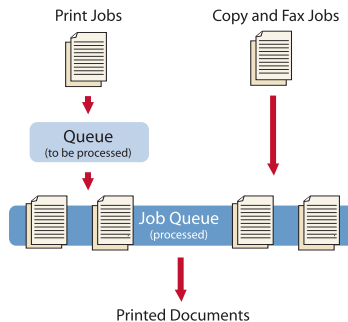 Print Jobs
Copy and Fax Jobs
Queue
(to be processed)
Job Queue
(processed)
Printed Documents